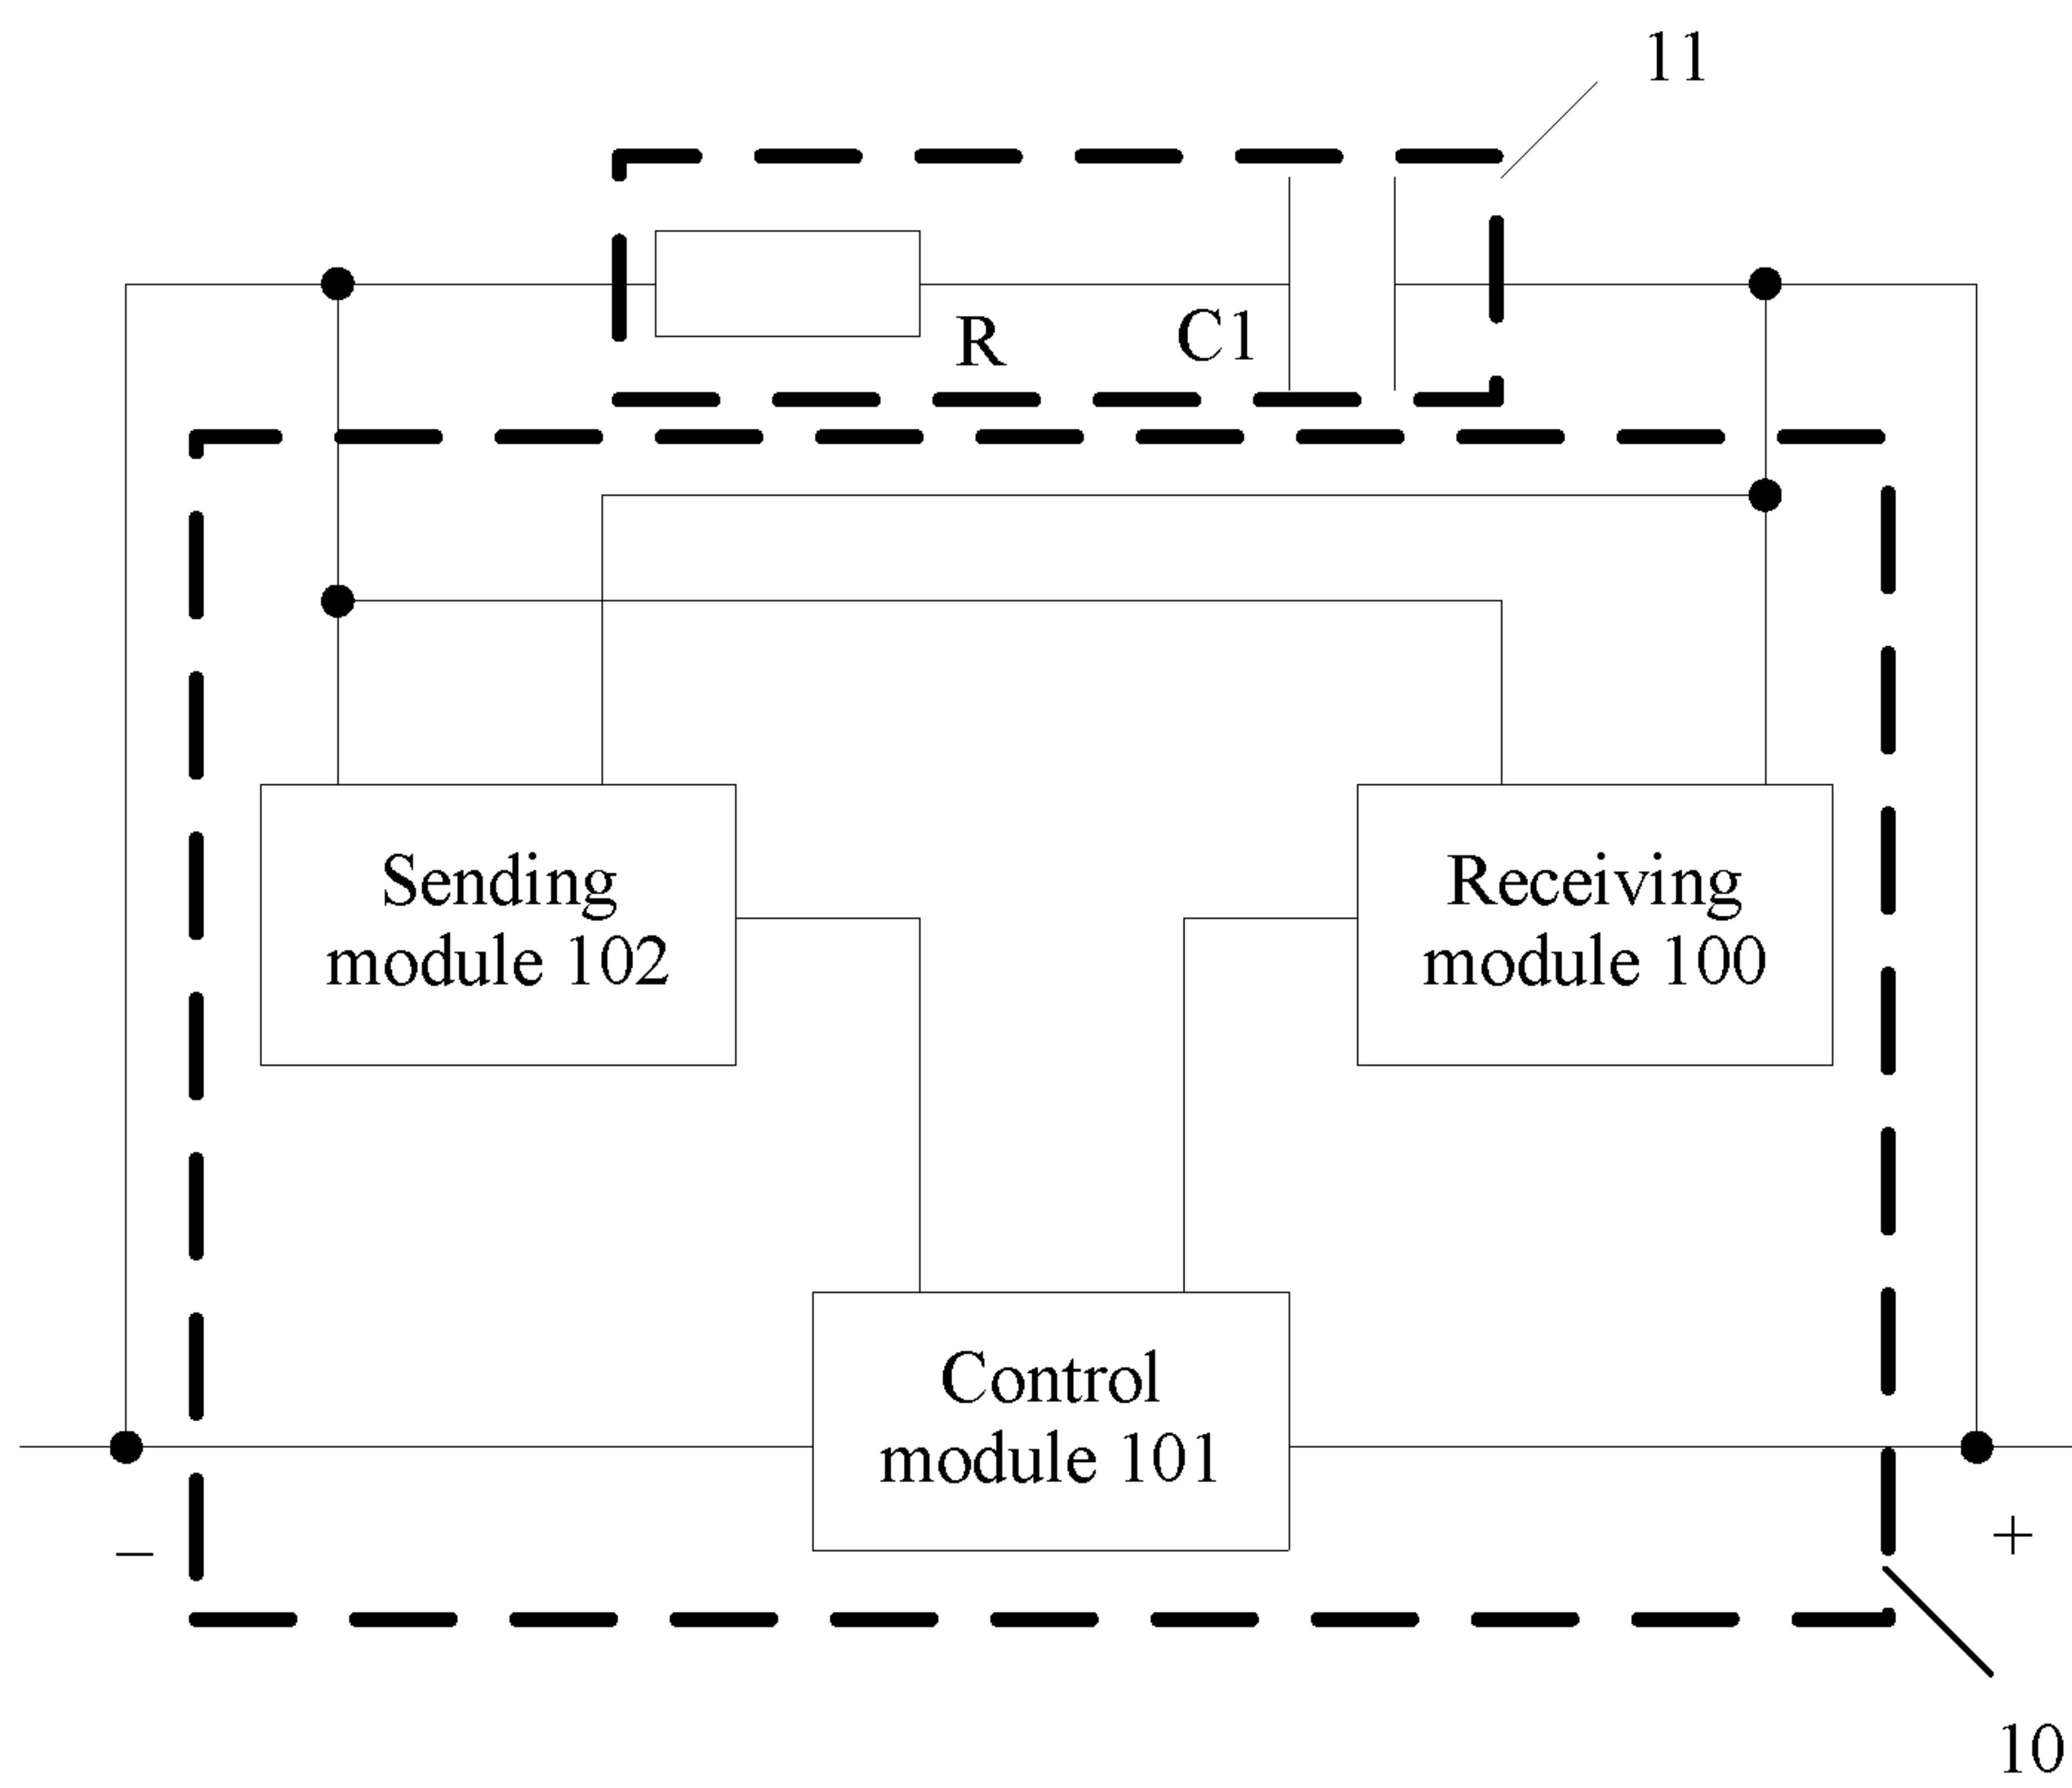 11
R
C1
Sending
module 102
Receiving
module 100
Control
module 101
–
+
10